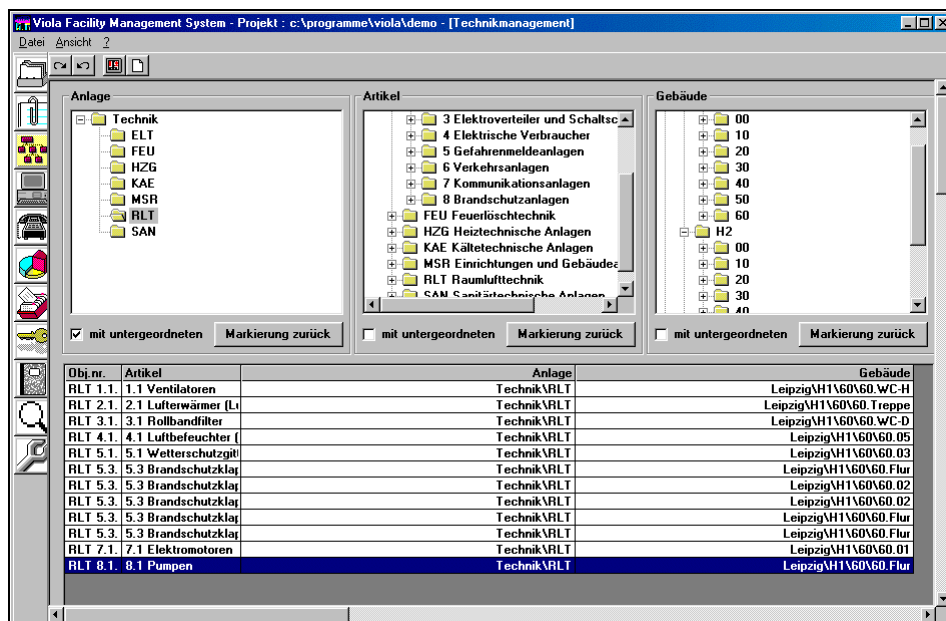 Viola Facility Management System - Projekt : c:\programme\viola\demo - [Technikmanagement]
Datei Ansicht ?
Anlage
Technik
ELT
FEU
HZG
KAE
MSR
RLT
SAN
mit untergeordneten Markierung zurück
Artikel
3 Elektroverteiler und Schaltsc
4 Elektrische Verbraucher
5 Gefahrenmeldeanlagen
6 Verkehrsanlagen
7 Kommunikationsanlagen
8 Brandschutzanlagen
FEU Feuerlöschtechnik
HZG Heiztechnische Anlagen
KAE Kältetechnische Anlagen
MSR Einrichtungen und Gebäudea
RLT Raumlufttechnik
SAN Sanitärtechnische Anlagen
mit untergeordneten Markierung zurück
Gebäude
00
10
20
30
40
50
60
H2
00
10
20
30
40
mit untergeordneten Markierung zurück
Obj.nr. Artikel Anlage Gebäude
RLT 1.1. 1.1 Ventilatoren Technik\RLT Leipzig\H1\60\60.WC-H
RLT 2.1. 2.1 Lufterwärmer (Lu Technik\RLT Leipzig\H1\60\60.Treppe
RLT 3.1. 3.1 Rollbandfilter Technik\RLT Leipzig\H1\60\60.WC-D
RLT 4.1. 4.1 Luftbefeuchter ( Technik\RLT Leipzig\H1\60\60.05
RLT 5.1. 5.1 Wetterschutzgitt Technik\RLT Leipzig\H1\60\60.03
RLT 5.3. 5.3 Brandschutzklap Technik\RLT Leipzig\H1\60\60.Flur
RLT 5.3. 5.3 Brandschutzklap Technik\RLT Leipzig\H1\60\60.02
RLT 5.3. 5.3 Brandschutzklap Technik\RLT Leipzig\H1\60\60.02
RLT 5.3. 5.3 Brandschutzklap Technik\RLT Leipzig\H1\60\60.Flur
RLT 5.3. 5.3 Brandschutzklap Technik\RLT Leipzig\H1\60\60.Flur
RLT 7.1. 7.1 Elektromotoren Technik\RLT Leipzig\H1\60\60.01
RLT 8.1. 8.1 Pumpen Technik\RLT Leipzig\H1\60\60.Flur